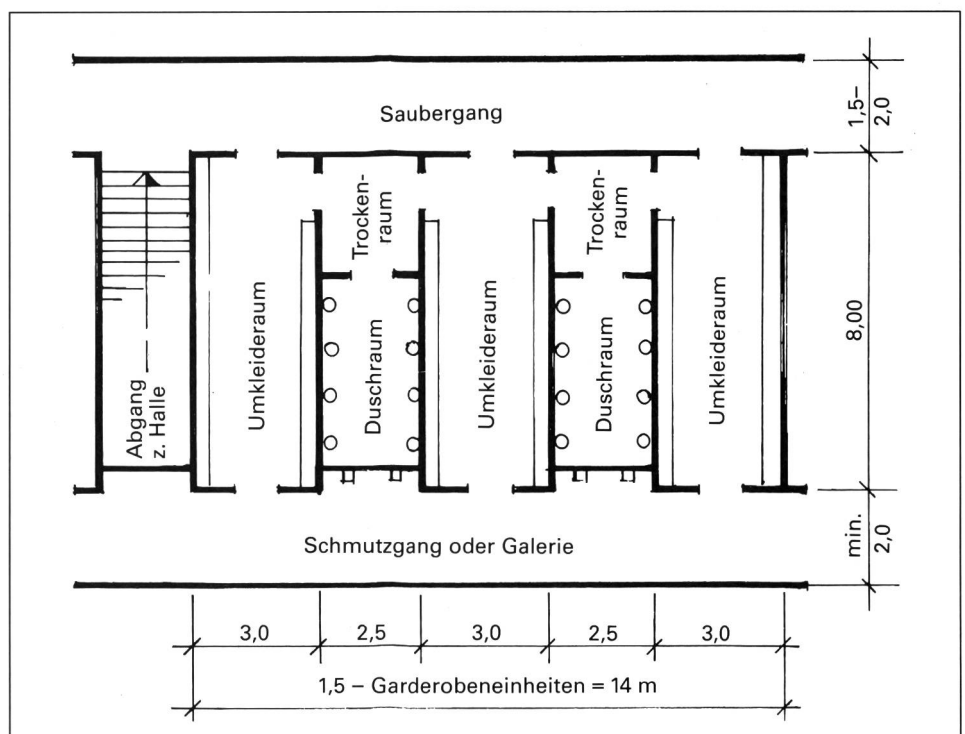 Saubergang
1,5–
2,0
Trocken-
raum
Trocken-
raum
Umkleideraum
Duschraum
Umkleideraum
Duschraum
Umkleideraum
8,00
Abgang
z. Halle
Schmutzgang oder Galerie
min.
2,0
3,0
2,5
3,0
2,5
3,0
1,5 – Garderobeneinheiten = 14 m